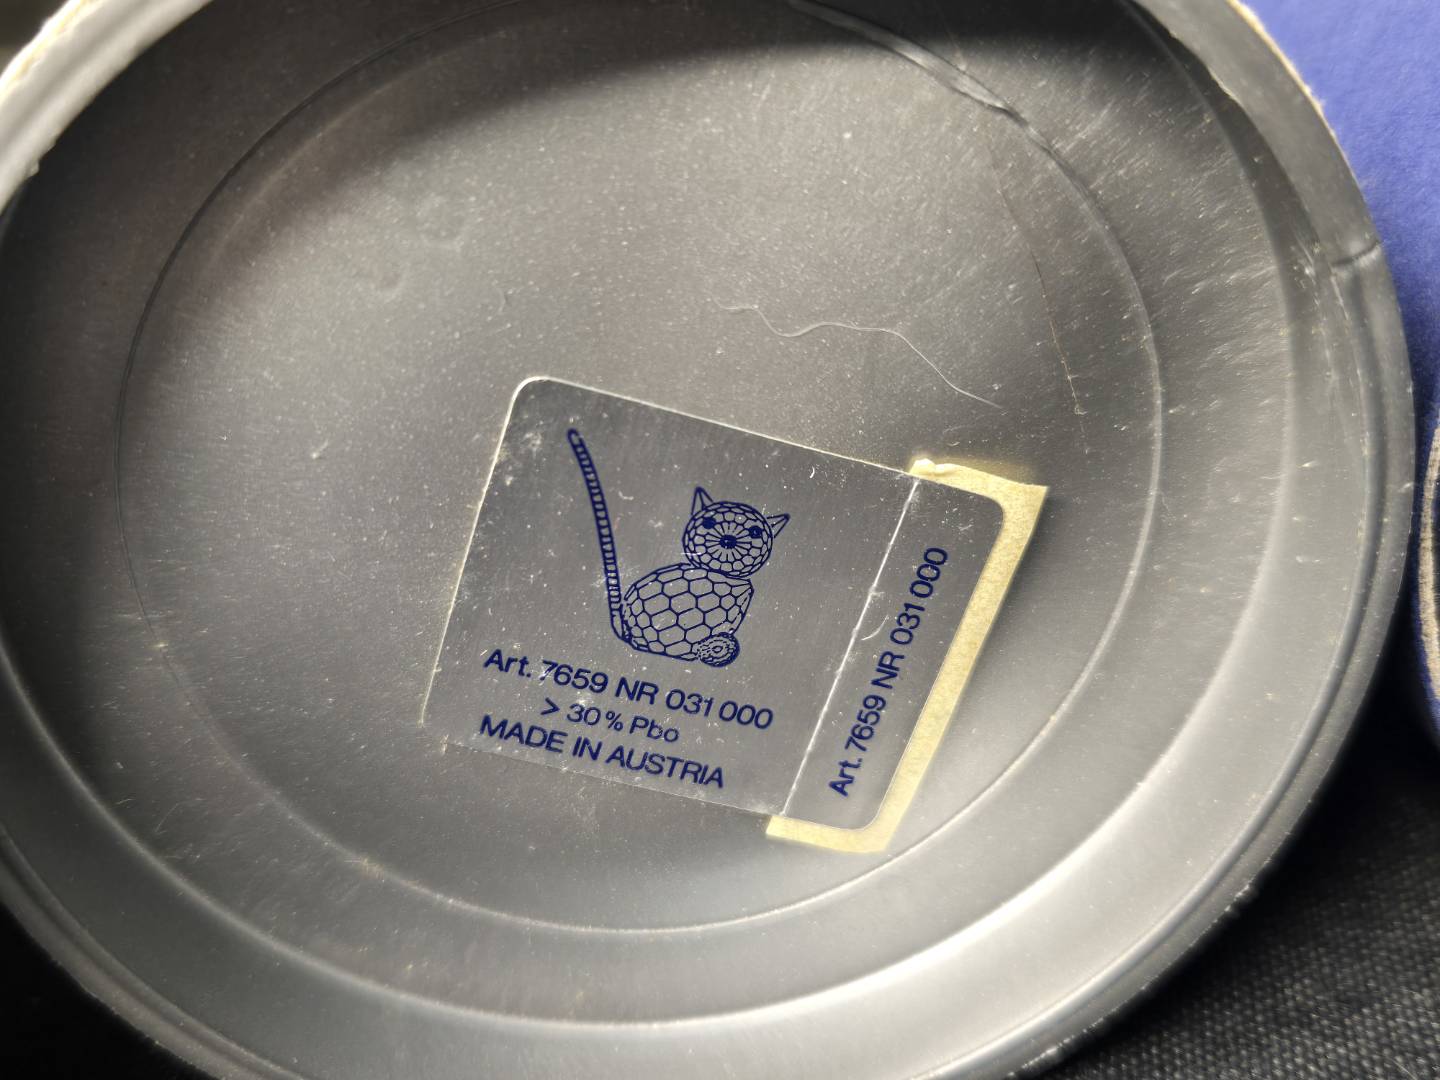 Art. 7659 NR 031 000
> 30 % Pbo
MADE IN AUSTRIA
Art. 7659 NR 031 000